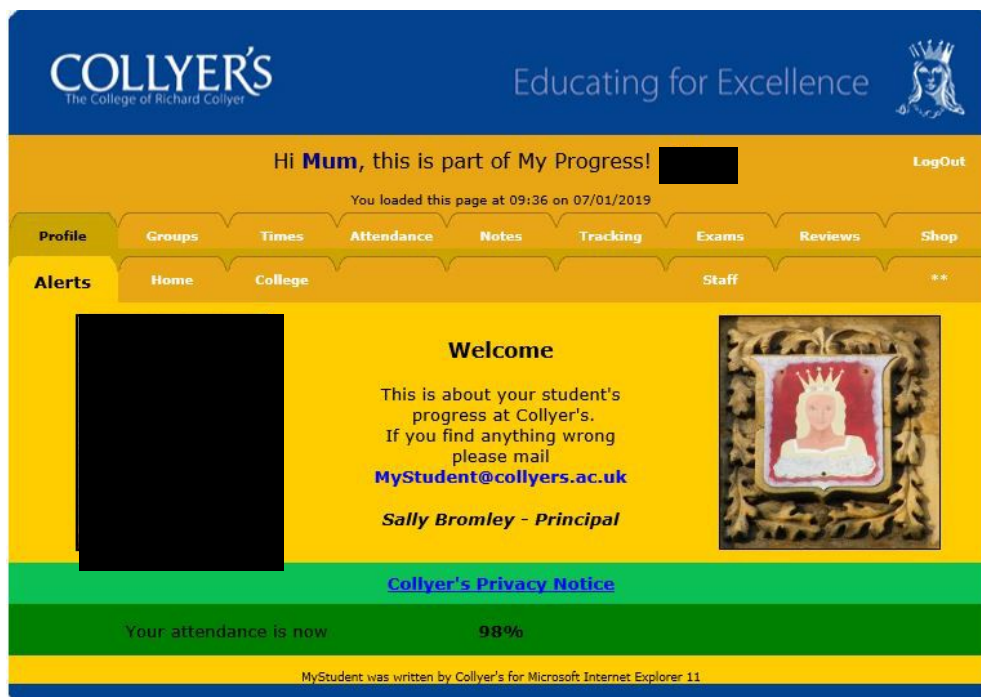 COLLYER'S
The College of Richard Collyer
Educating for Excellence
Hi Mum, this is part of My Progress!
LogOut
You loaded this page at 09:36 on 07/01/2019
Profile Groups Times Attendance Notes Tracking Exams Reviews Shop
Alerts Home College Staff **
Welcome
This is about your student's
progress at Collyer's.
If you find anything wrong
please mail
MyStudent@collyers.ac.uk
Sally Bromley - Principal
Collyer's Privacy Notice
Your attendance is now 98%
MyStudent was written by Collyer's for Microsoft Internet Explorer 11